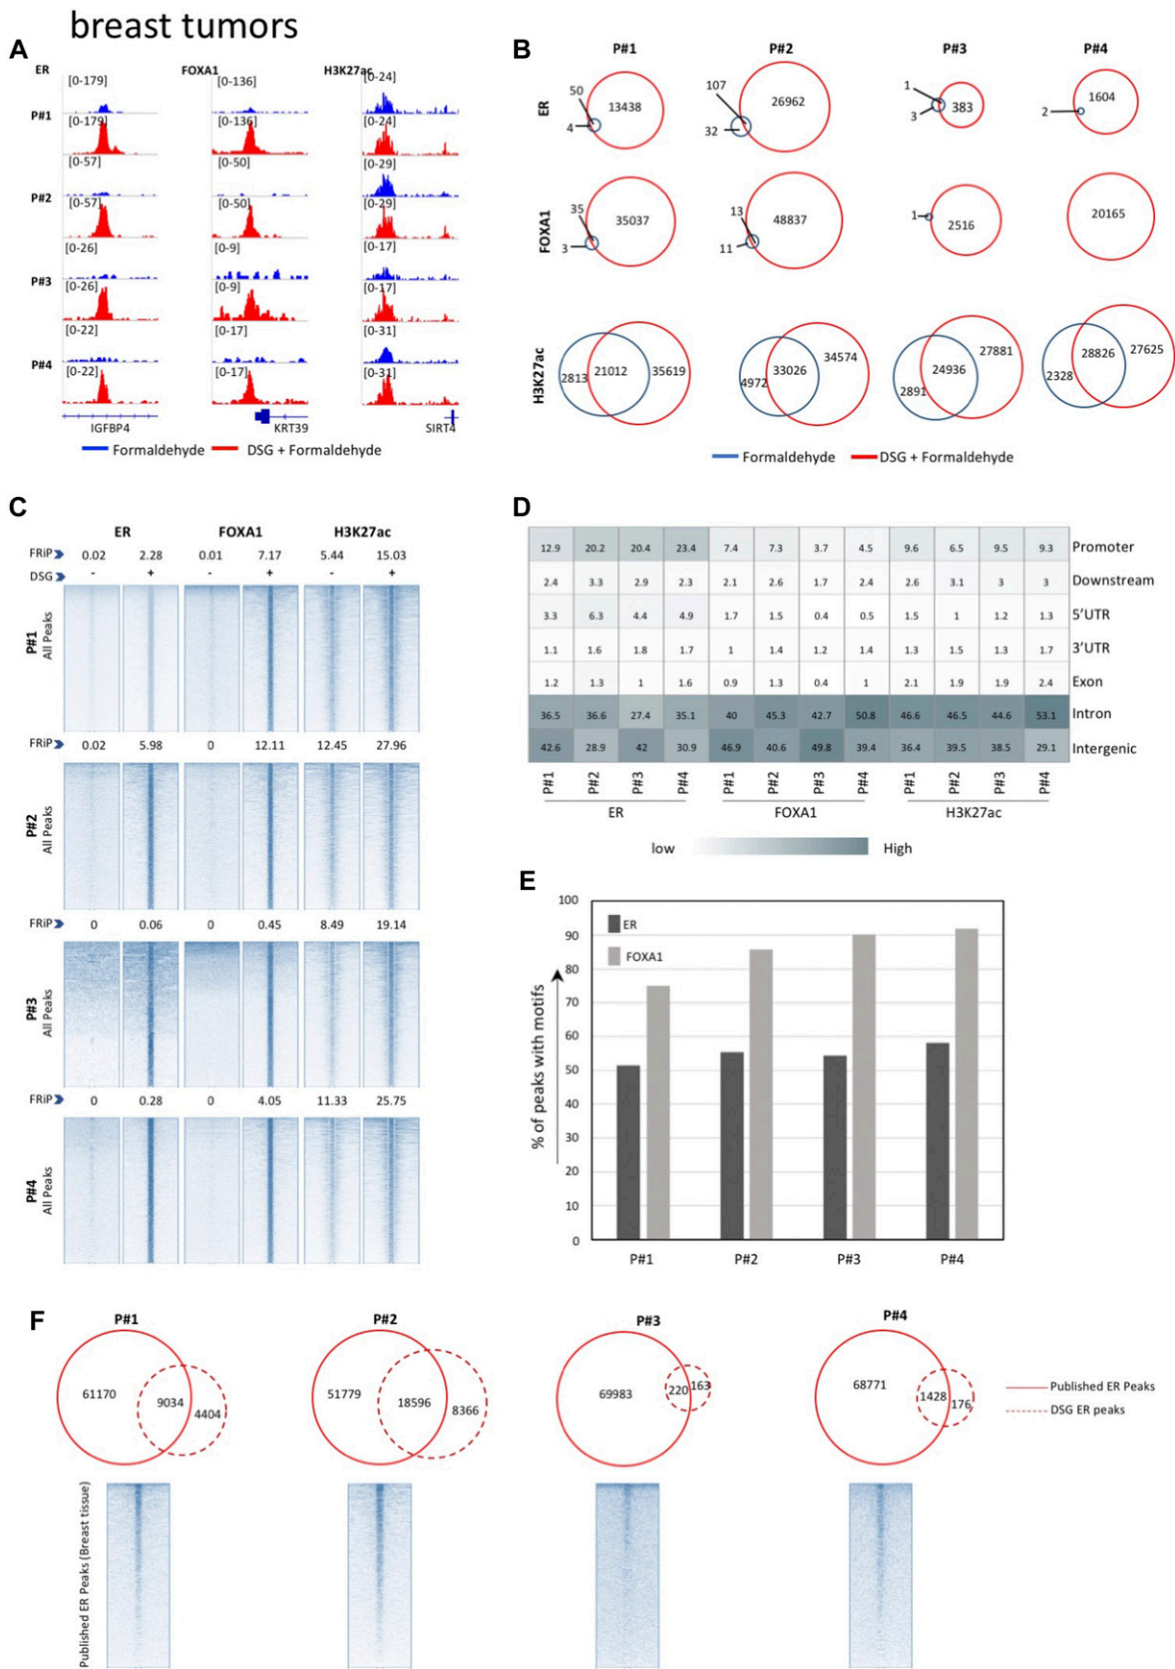 breast tumors
A
ER
FOXA1
H3K27ac
P#1
[0-179]
[0-136]
[0-24]
[0-179]
[0-136]
[0-24]
P#2
[0-57]
[0-50]
[0-29]
[0-57]
[0-50]
[0-29]
P#3
[0-26]
[0-9]
[0-17]
[0-26]
[0-9]
[0-17]
P#4
[0-22]
[0-17]
[0-31]
[0-22]
[0-17]
[0-31]
IGFBP4
KRT39
SIRT4
Formaldehyde
DSG + Formaldehyde
B
P#1
P#2
P#3
P#4
ER
50
13438
4
107
26962
32
1
383
3
1604
2
FOXA1
35
35037
3
13
48837
11
1
2516
20165
H3K27ac
2813
21012
35619
4972
33026
34574
2891
24936
27881
2328
28826
27625
Formaldehyde
DSG + Formaldehyde
C
ER
FOXA1
H3K27ac
FRiP
0.02
2.28
0.01
7.17
5.44
15.03
DSG
-
+
-
+
-
+
P#1
All Peaks
FRiP
0.02
5.98
0
12.11
12.45
27.96
P#2
All Peaks
FRiP
0
0.06
0
0.45
8.49
19.14
P#3
All Peaks
FRiP
0
0.28
0
4.05
11.33
25.75
P#4
All Peaks
D
12.9 20.2 20.4 23.4 7.4 7.3 3.7 4.5 9.6 6.5 9.5 9.3 Promoter
2.4 3.3 2.9 2.3 2.1 2.6 1.7 2.4 2.6 3.1 3 3 Downstream
3.3 6.3 4.4 4.9 1.7 1.5 0.4 0.5 1.5 1 1.2 1.3 5'UTR
1.1 1.6 1.8 1.7 1 1.4 1.2 1.4 1.3 1.5 1.3 1.7 3'UTR
1.2 1.3 1 1.6 0.9 1.3 0.4 1 2.1 1.9 1.9 2.4 Exon
36.5 36.6 27.4 35.1 40 45.3 42.7 50.8 46.6 46.5 44.6 53.1 Intron
42.6 28.9 42 30.9 46.9 40.6 49.8 39.4 36.4 39.5 38.5 29.1 Intergenic
P#1 P#2 P#3 P#4 P#1 P#2 P#3 P#4 P#1 P#2 P#3 P#4
ER
FOXA1
H3K27ac
low
High
E
% of peaks with motifs
100
90
80
70
60
50
40
30
20
10
0
ER
FOXA1
P#1
P#2
P#3
P#4
F
P#1
P#2
P#3
P#4
61170
9034
4404
51779
18596
8366
69983
220
163
68771
1428
176
Published ER Peaks
DSG ER peaks
Published ER Peaks (Breast tissue)